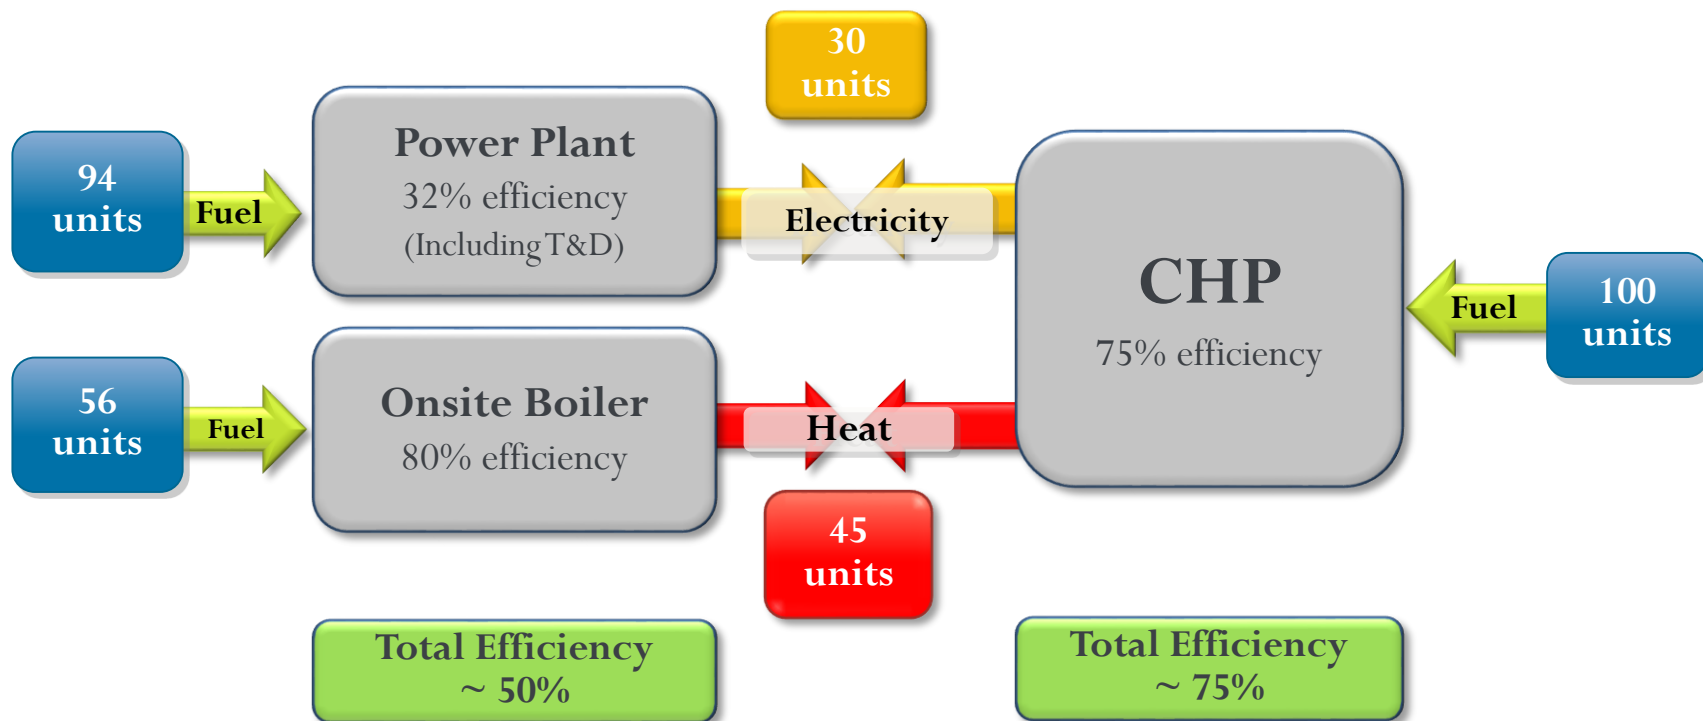 30
units
94
units
Fuel
Power Plant
32% efficiency
(Including T&D)
Electricity
CHP
75% efficiency
Fuel
100
units
56
units
Fuel
Onsite Boiler
80% efficiency
Heat
45
units
Total Efficiency
~ 50%
Total Efficiency
~ 75%